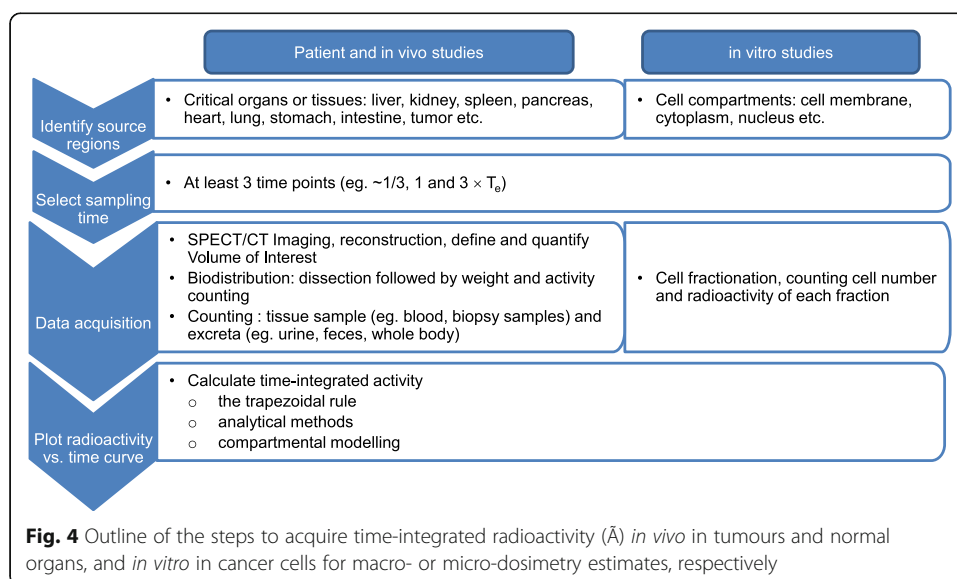 Patient and in vivo studies
in vitro studies
Identify source
regions
• Critical organs or tissues: liver, kidney, spleen, pancreas,
heart, lung, stomach, intestine, tumor etc.
• Cell compartments: cell membrane,
cytoplasm, nucleus etc.
Select sampling
time
• At least 3 time points (eg. ~1/3, 1 and 3 × Te)
Data acquisition
• SPECT/CT Imaging, reconstruction, define and quantify
Volume of Interest
• Biodistribution: dissection followed by weight and activity
counting
• Counting : tissue sample (eg. blood, biopsy samples) and
excreta (eg. urine, feces, whole body)
• Cell fractionation, counting cell number
and radioactivity of each fraction
Plot radioactivity
vs. time curve
• Calculate time-integrated activity
o the trapezoidal rule
o analytical methods
o compartmental modelling
Fig. 4 Outline of the steps to acquire time-integrated radioactivity (Ã) in vivo in tumours and normal
organs, and in vitro in cancer cells for macro- or micro-dosimetry estimates, respectively